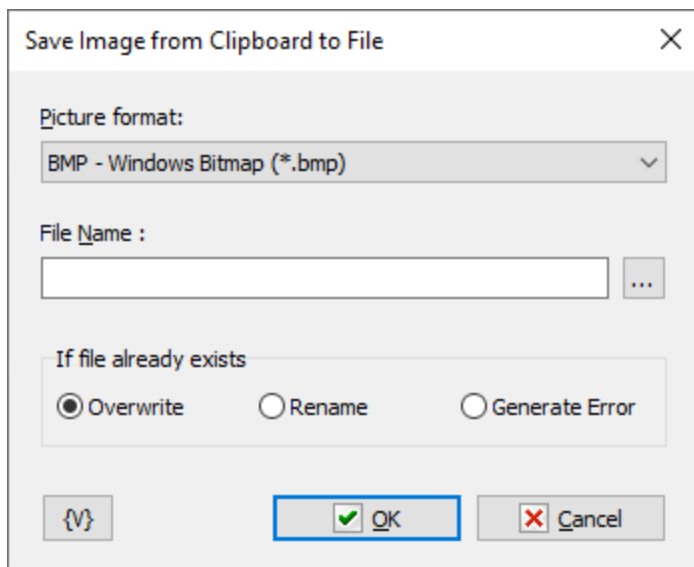 Save Image from Clipboard to File
Picture format:
BMP - Windows Bitmap (*.bmp)
File Name :
...
If file already exists
Overwrite Rename Generate Error
{V} OK Cancel